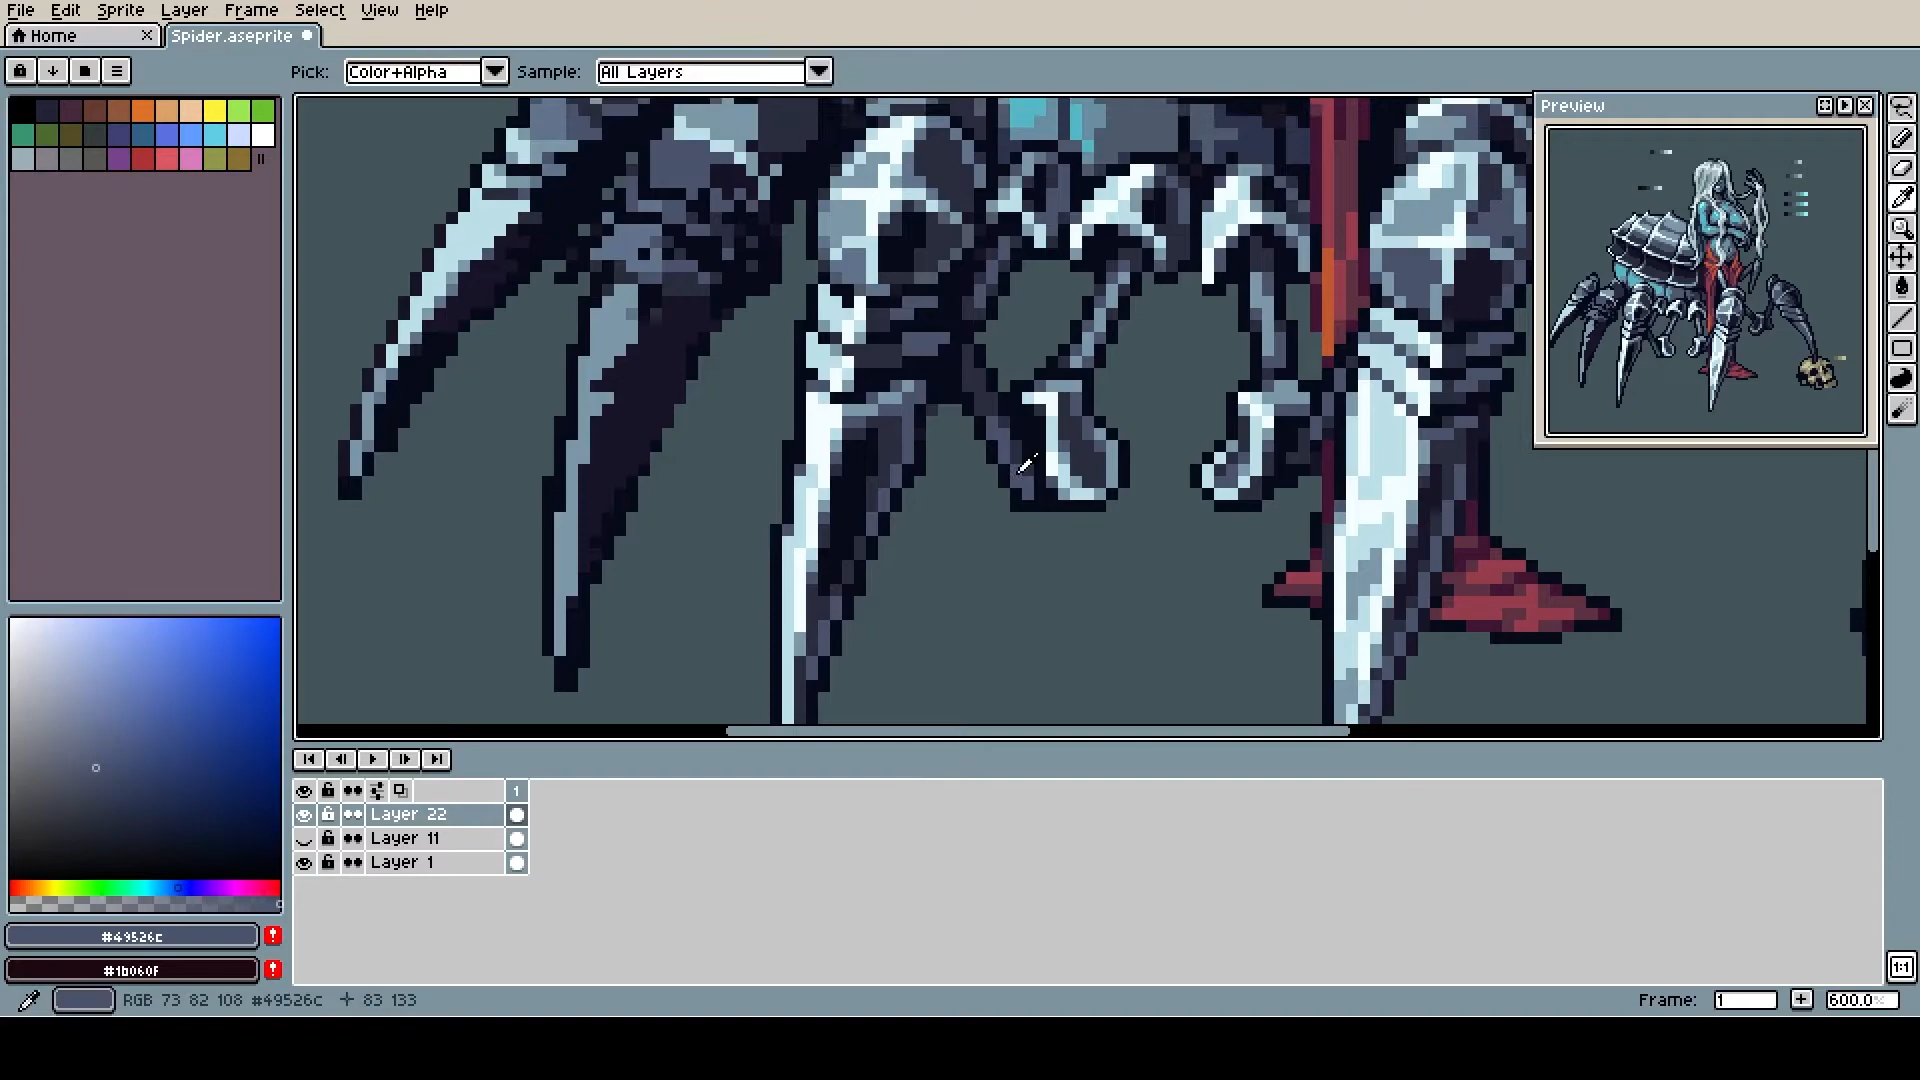 File Edit Sprite Layer Frame Select View Help
Home
Spider.aseprite
Pick: Color+Alpha Sample: All Layers
Preview
1
Layer 22
Layer 11
Layer 1
#49526c
#1b060f
1:1
RGB 73 82 108 #49526c 83 133
Frame: 1 600.0%